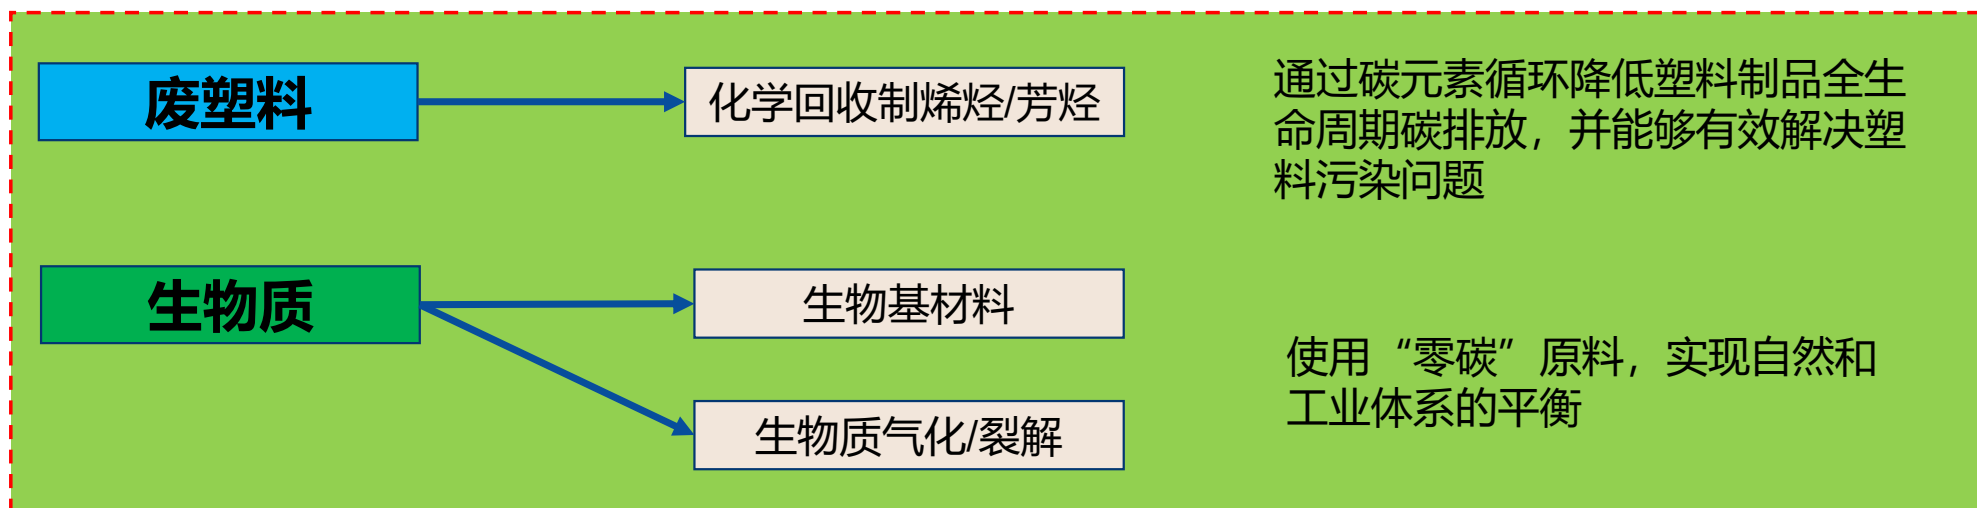 废塑料
化学回收制烯烃/芳烃
通过碳元素循环降低塑料制品全生
命周期碳排放，并能够有效解决塑
料污染问题
生物质
生物基材料
生物质气化/裂解
使用“零碳”原料，实现自然和
工业体系的平衡